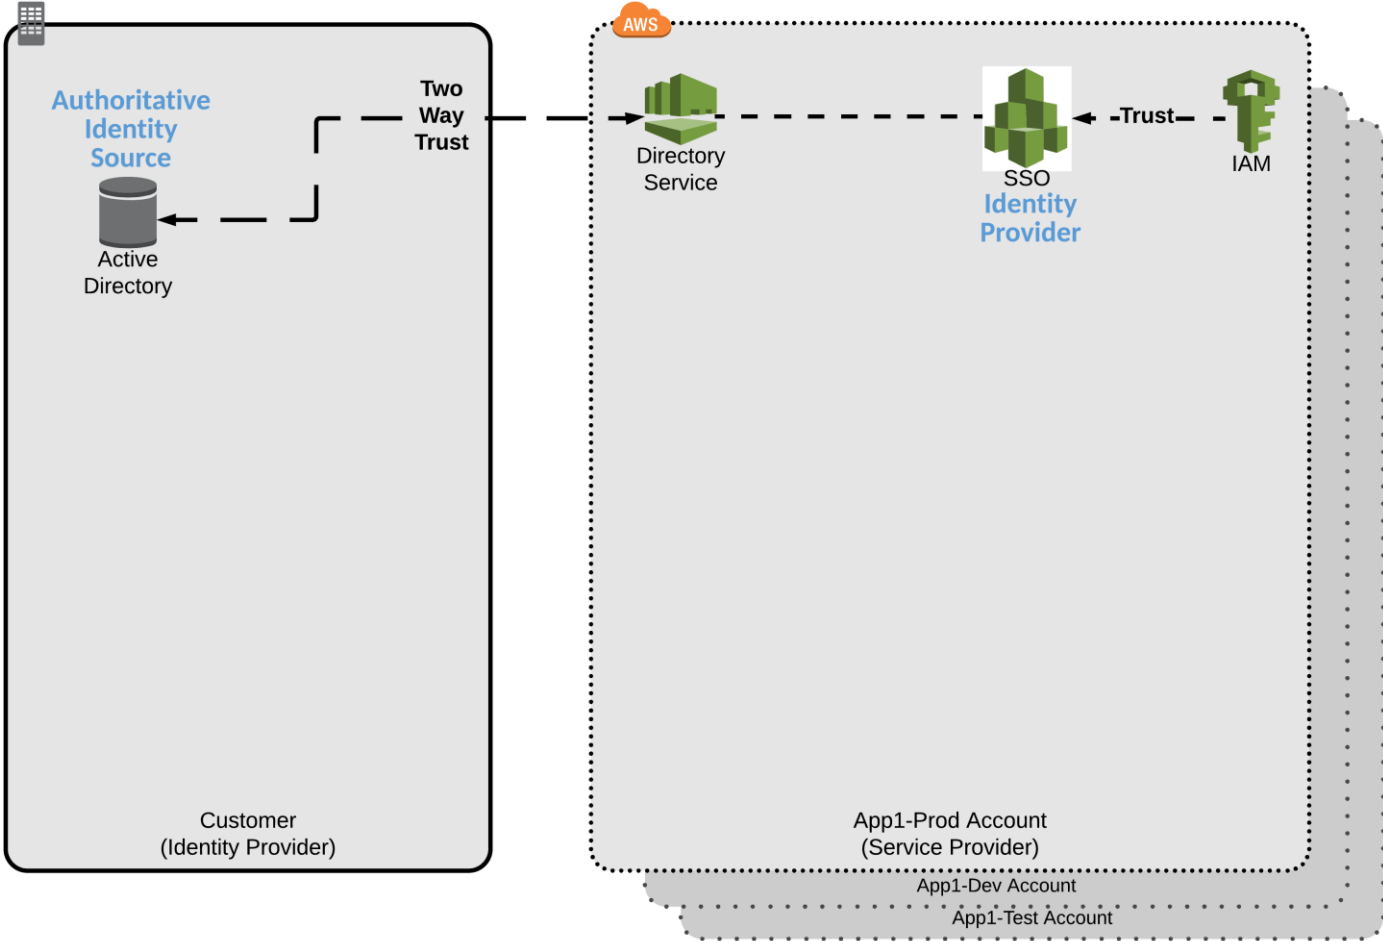 AWS
Authoritative
Identity
Source
Active
Directory
Two
Way
Trust
Directory
Service
SSO
Identity
Provider
Trust
IAM
Customer
(Identity Provider)
App1-Prod Account
(Service Provider)
App1-Dev Account
App1-Test Account